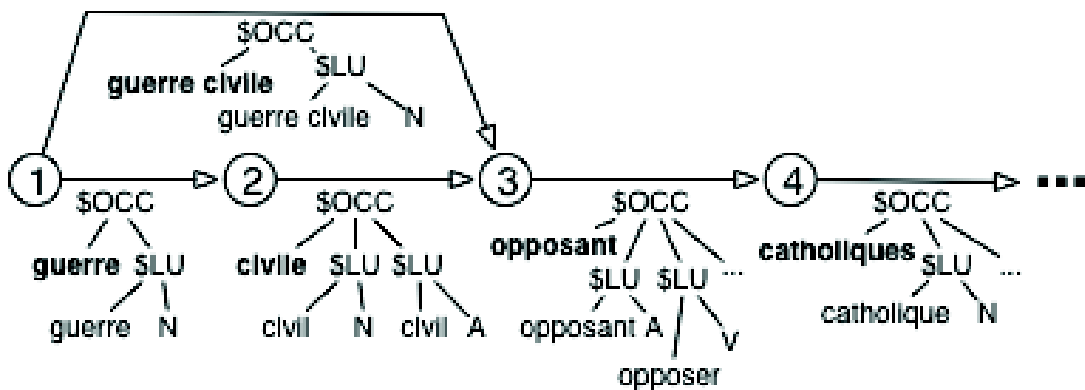 $OCC
guerre civile $LU
guerre civile N
1 2 3 4 ...
$OCC $OCC $OCC $OCC
guerre $LU civile $LU $LU opposant $LU $LU ... catholiques $LU ...
guerre N civil N civil A opposant A V catholique N
opposer